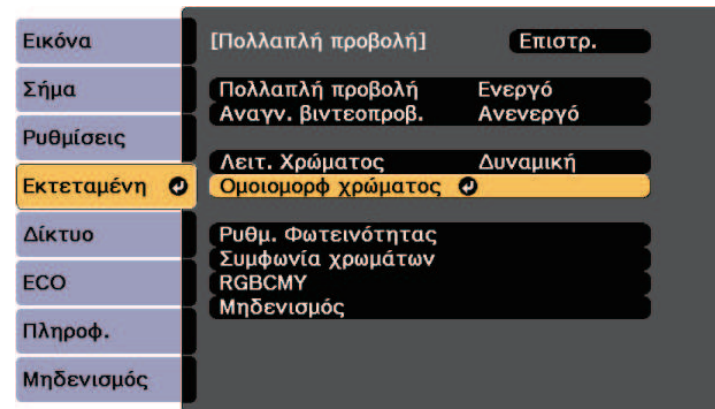 Εικόνα
Σήμα
Ρυθμίσεις
Εκτεταμένη
Δίκτυο
ECO
Πληροφ.
Μηδενισμός
[Πολλαπλή προβολή] Επιστρ.
Πολλαπλή προβολή Ενεργό
Αναγν. βιντεοπροβ. Ανενεργό
Λειτ. Χρώματος Δυναμική
Ομοιομορφ χρώματος
Ρυθμ. Φωτεινότητας
Συμφωνία χρωμάτων
RGBCMY
Μηδενισμός